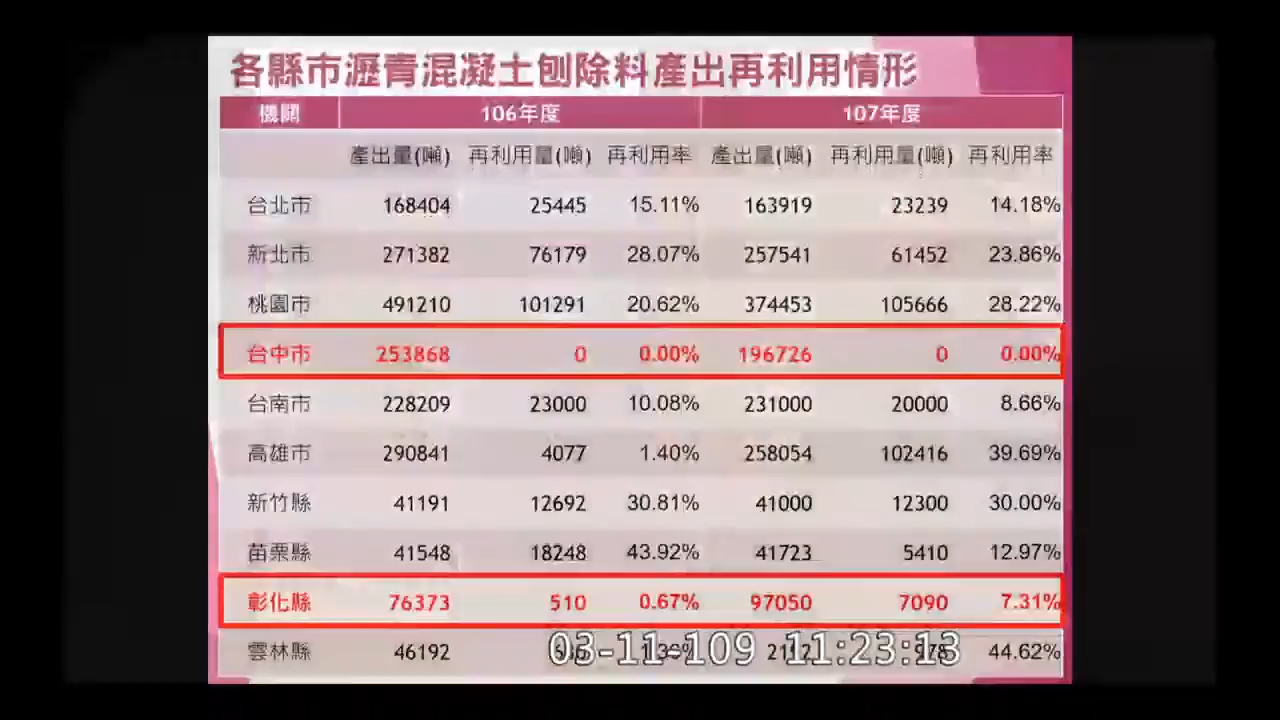 各縣市瀝青混凝土刨除料產出再利用情形
機關 106年度 107年度
產出量(噸) 再利用量(噸) 再利用率 產出量(噸) 再利用量(噸) 再利用率
台北市 168404 25445 15.11% 163919 23239 14.18%
新北市 271382 76179 28.07% 257541 61452 23.86%
桃園市 491210 101291 20.62% 374453 105666 28.22%
台中市 253868 0 0.00% 196726 0 0.00%
台南市 228209 23000 10.08% 231000 20000 8.66%
高雄市 290841 4077 1.40% 258054 102416 39.69%
新竹縣 41191 12692 30.81% 41000 12300 30.00%
苗栗縣 41548 18248 43.92% 41723 5410 12.97%
彰化縣 76373 510 0.67% 97050 7090 7.31%
雲林縣 46192 44.62%
03-11-109 11:23:13